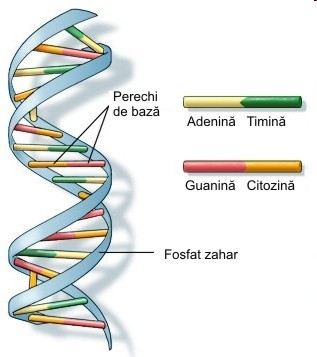 Perechi
de bază
Adenină Timină
Guanină Citozină
Fosfat zahar